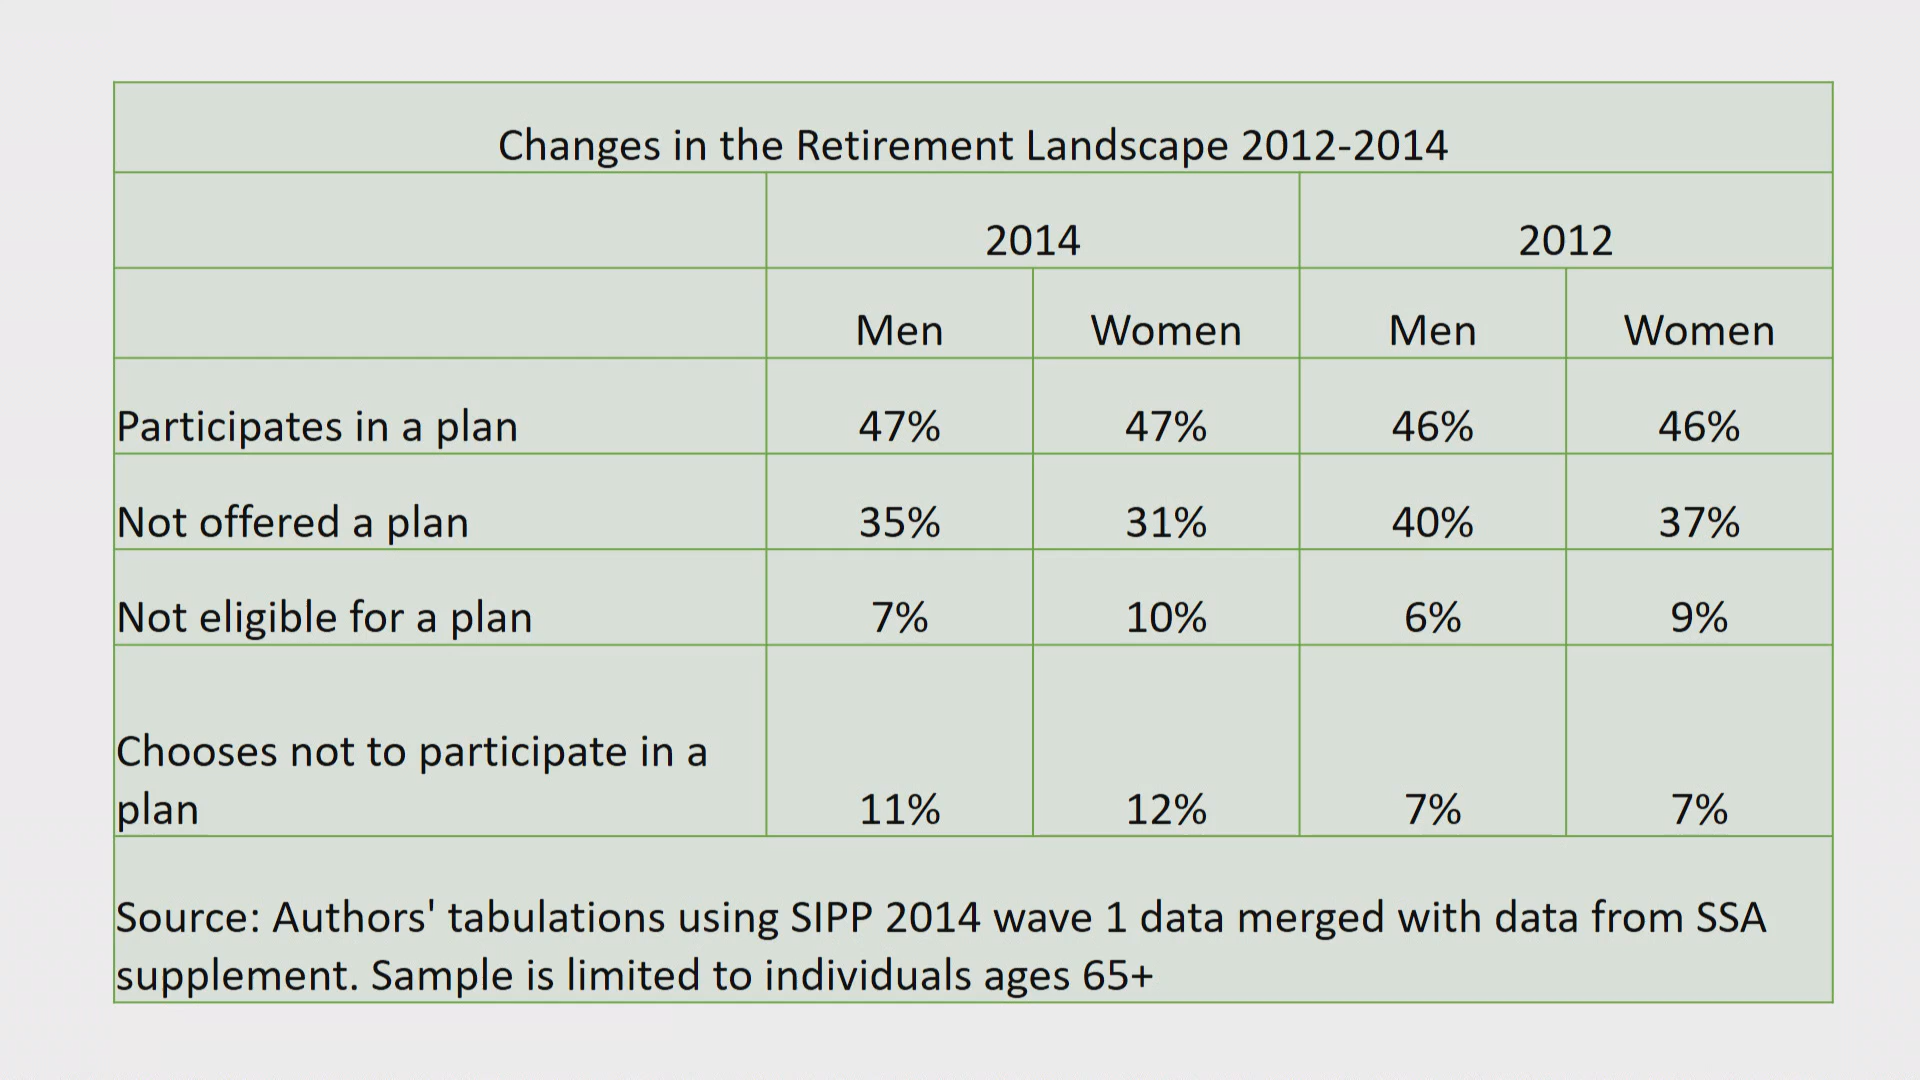 Changes in the Retirement Landscape 2012-2014
2014 2012
Men Women Men Women
Participates in a plan 47% 47% 46% 46%
Not offered a plan 35% 31% 40% 37%
Not eligible for a plan 7% 10% 6% 9%
Chooses not to participate in a
plan 11% 12% 7% 7%
Source: Authors' tabulations using SIPP 2014 wave 1 data merged with data from SSA
supplement. Sample is limited to individuals ages 65+